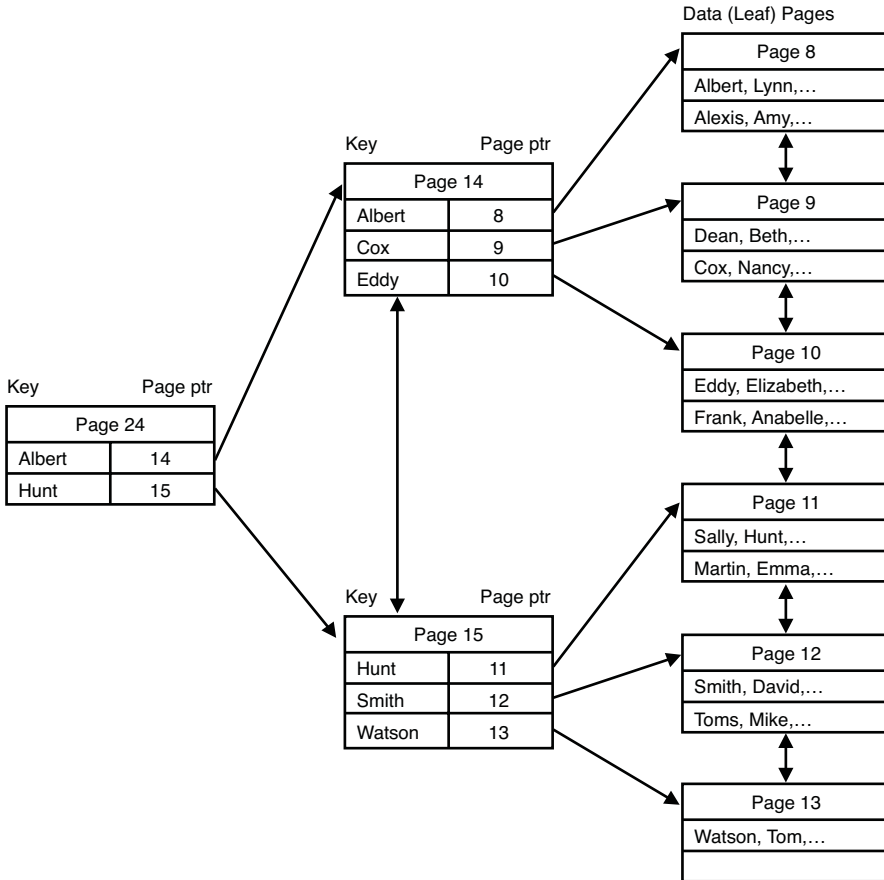 Data (Leaf) Pages
Page 8
Albert, Lynn,...
Alexis, Amy,...
Key Page ptr
Page 14
Albert 8
Cox 9
Eddy 10
Page 9
Dean, Beth,...
Cox, Nancy,...
Page 10
Eddy, Elizabeth,...
Frank, Anabelle,...
Key Page ptr
Page 24
Albert 14
Hunt 15
Page 11
Sally, Hunt,...
Martin, Emma,...
Key Page ptr
Page 15
Hunt 11
Smith 12
Watson 13
Page 12
Smith, David,...
Toms, Mike,...
Page 13
Watson, Tom,...